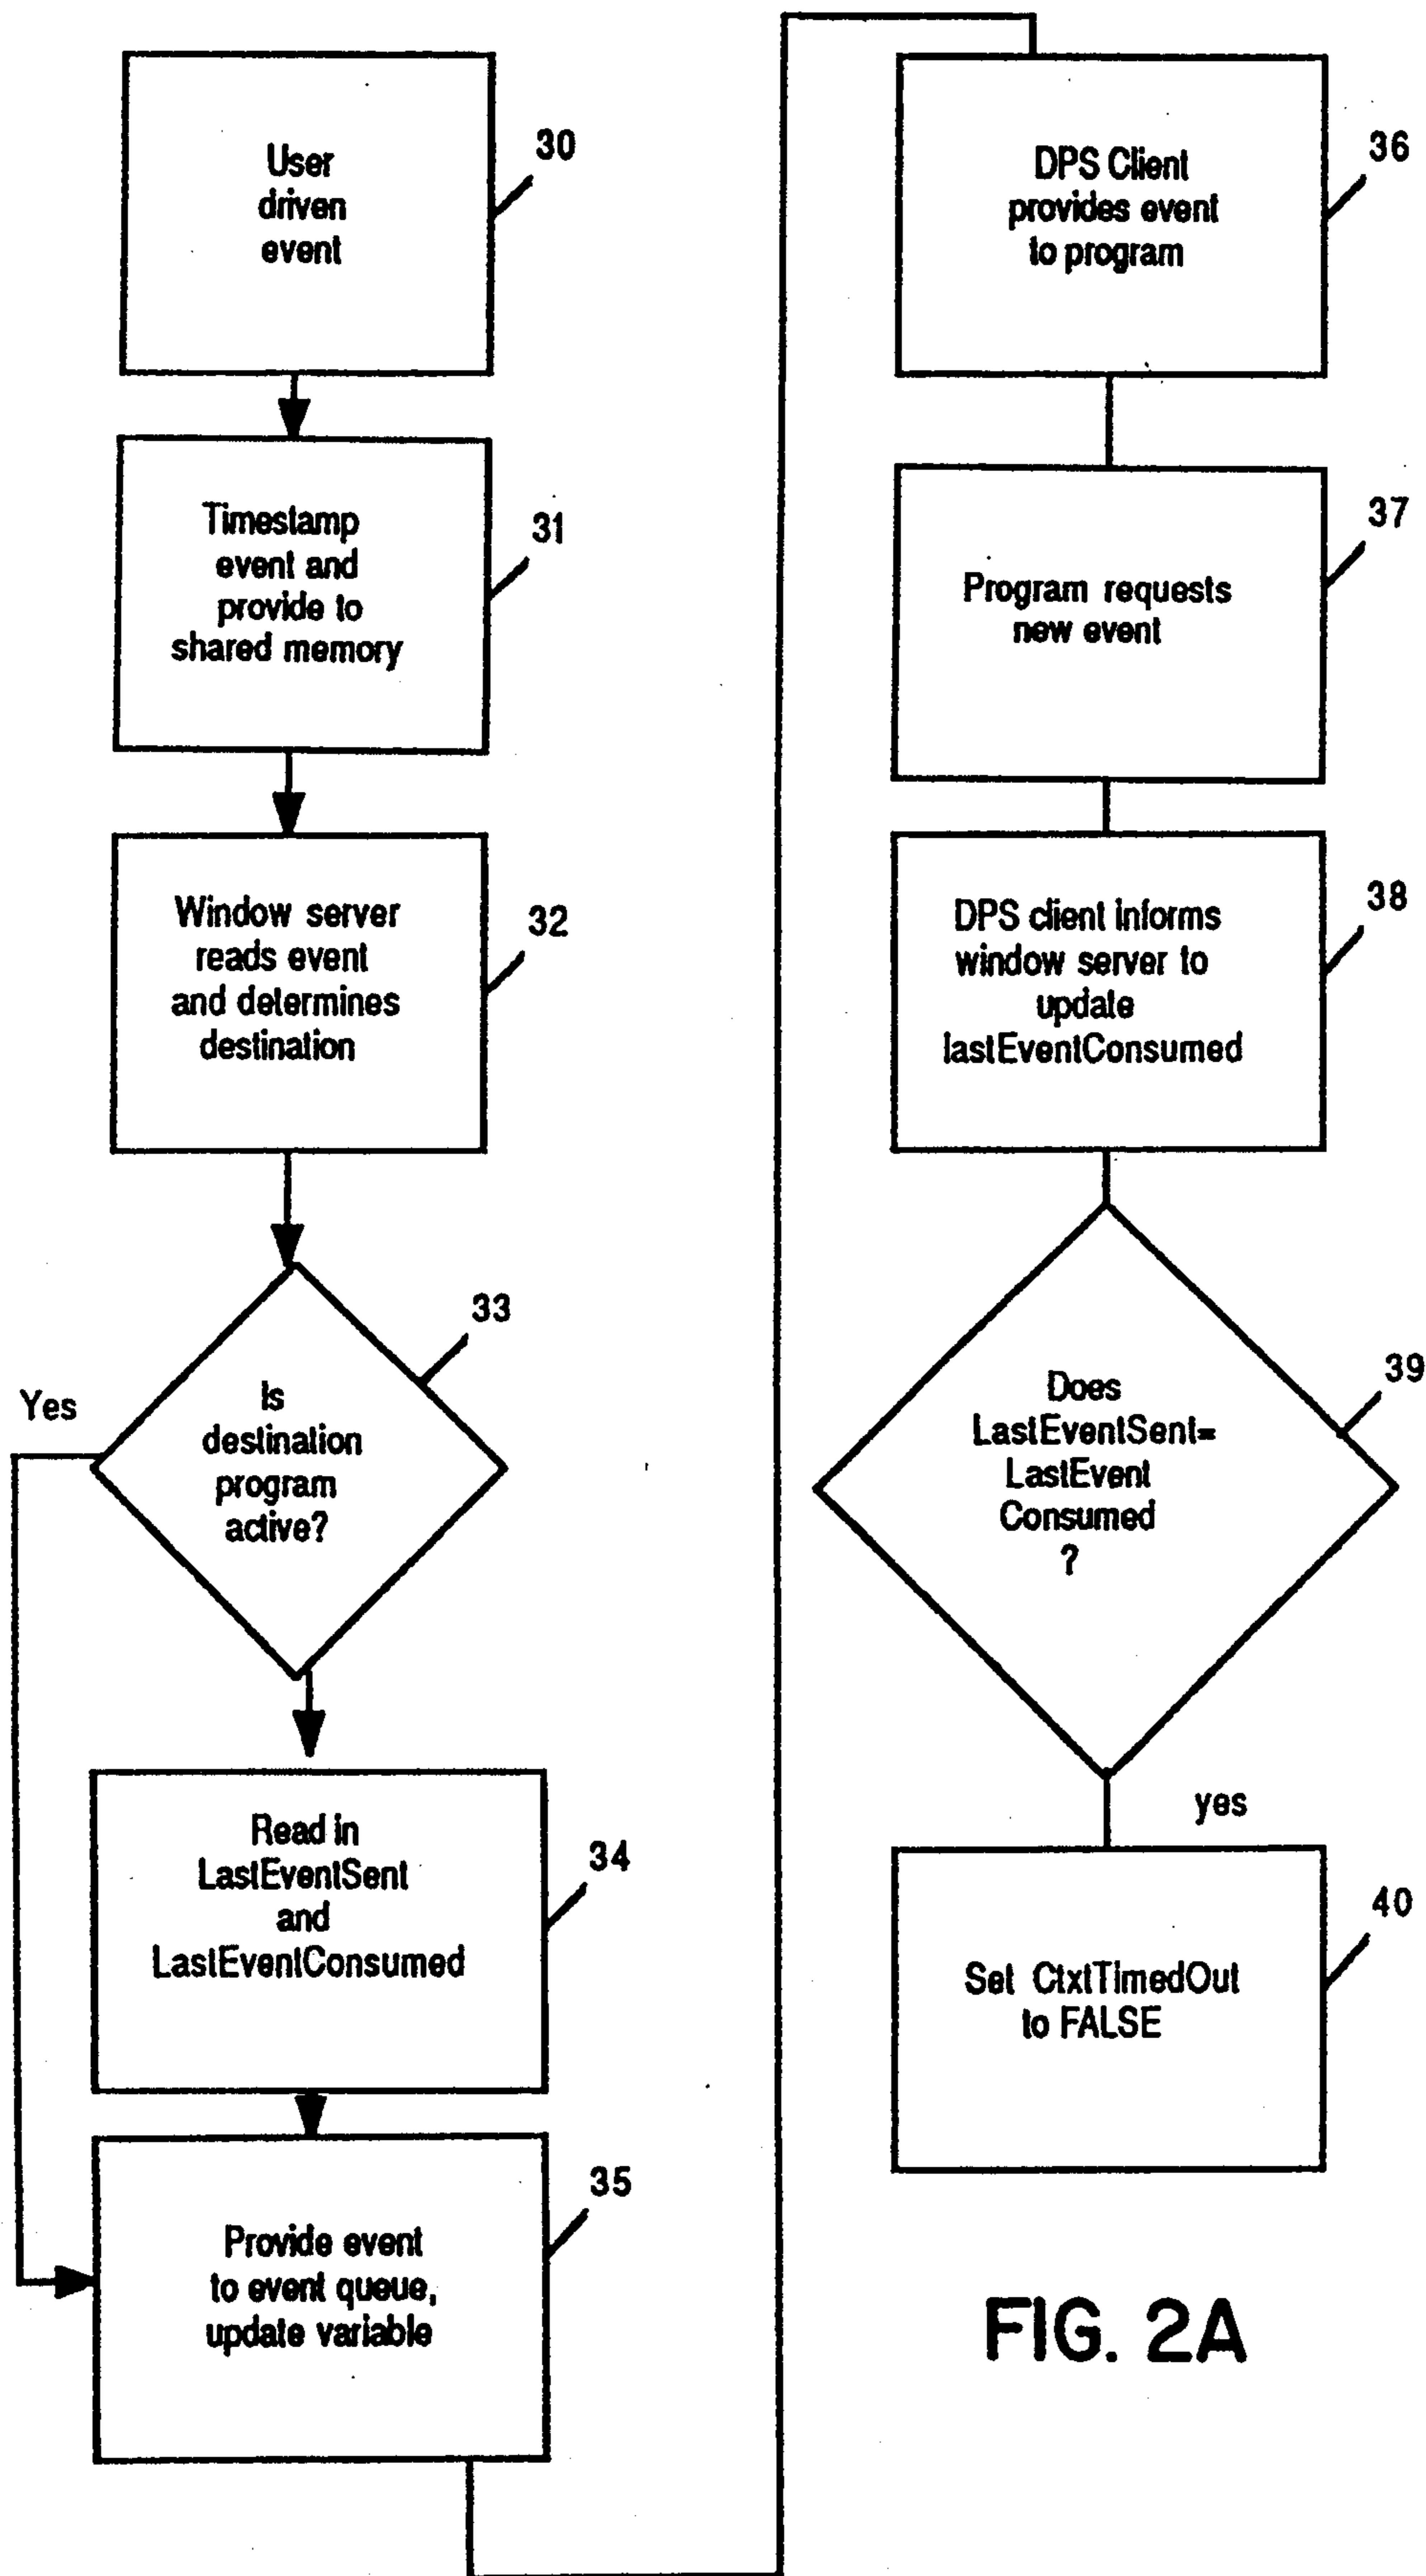 User
driven
event
30
Timestamp
event and
provide to
shared memory
31
Window server
reads event
and determines
destination
32
Is
destination
program
active?
33
Yes
Read in
LastEventSent
and
LastEventConsumed
34
Provide event
to event queue,
update variable
35
DPS Client
provides event
to program
36
Program requests
new event
37
DPS client informs
window server to
update
lastEventConsumed
38
Does
LastEventSent=
LastEvent
Consumed
?
39
yes
Set CtxtTimedOut
to FALSE
40
FIG. 2A